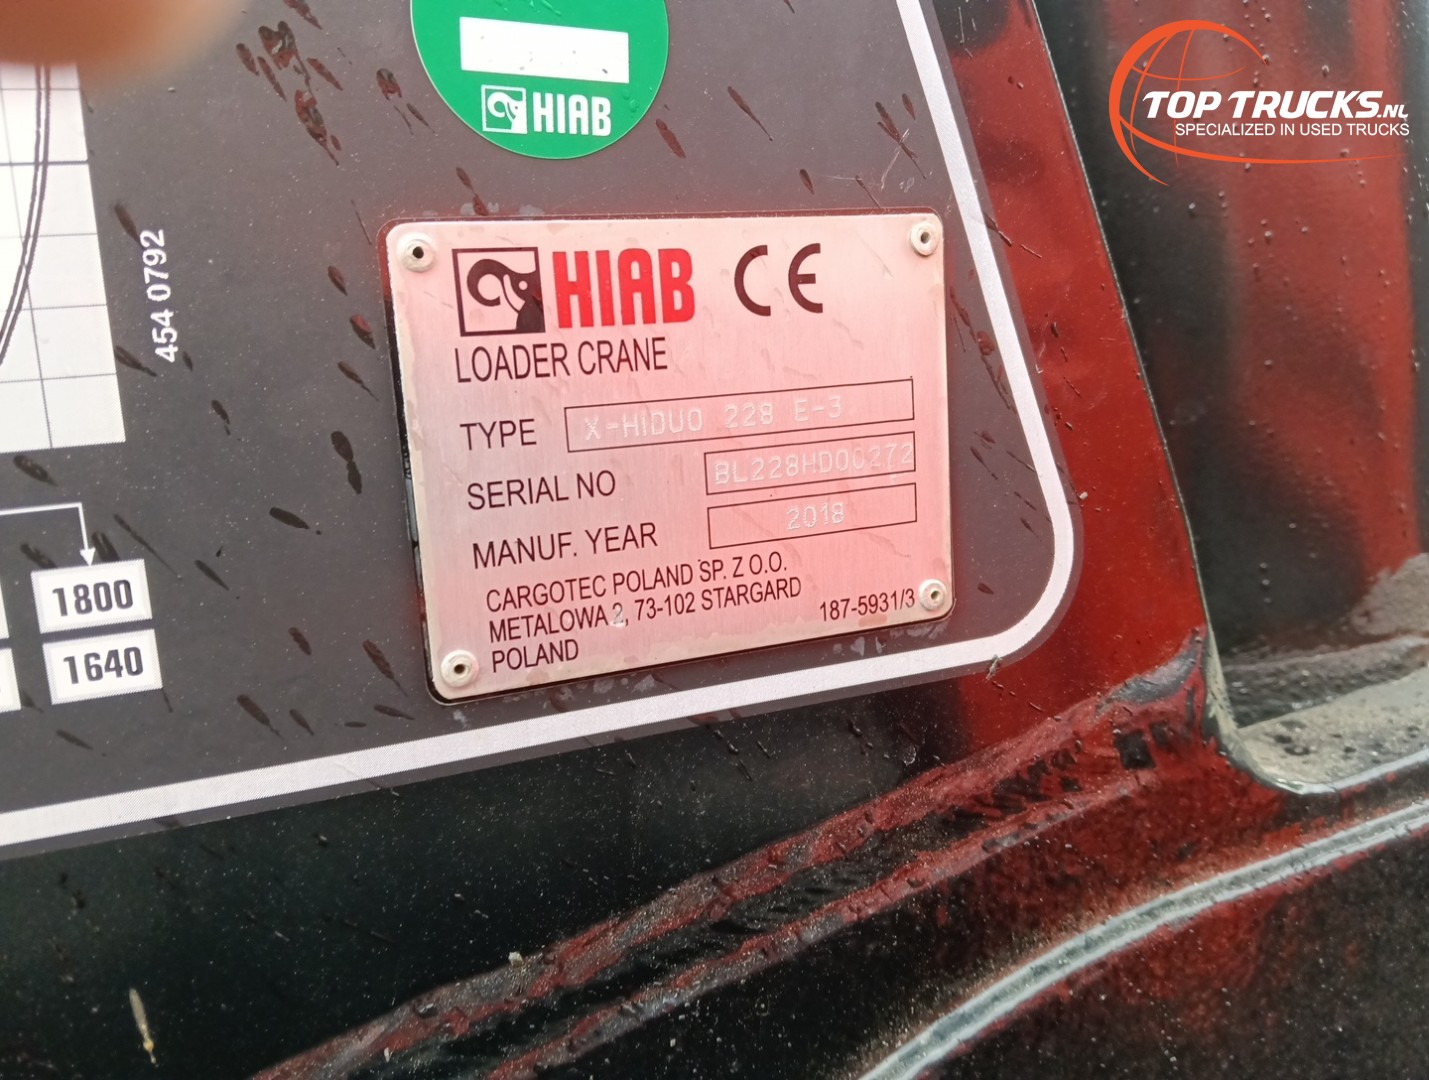 HIAB
TOP TRUCKS.NL
SPECIALIZED IN USED TRUCKS
454 0792
HIAB CE
LOADER CRANE
TYPE X-HIDUO 228 E-3
SERIAL NO BL228HD00272
MANUF. YEAR 2018
CARGOTEC POLAND SP. Z O.O.
METALOWA 2, 73-102 STARGARD
POLAND
187-5931/3
1800
1640